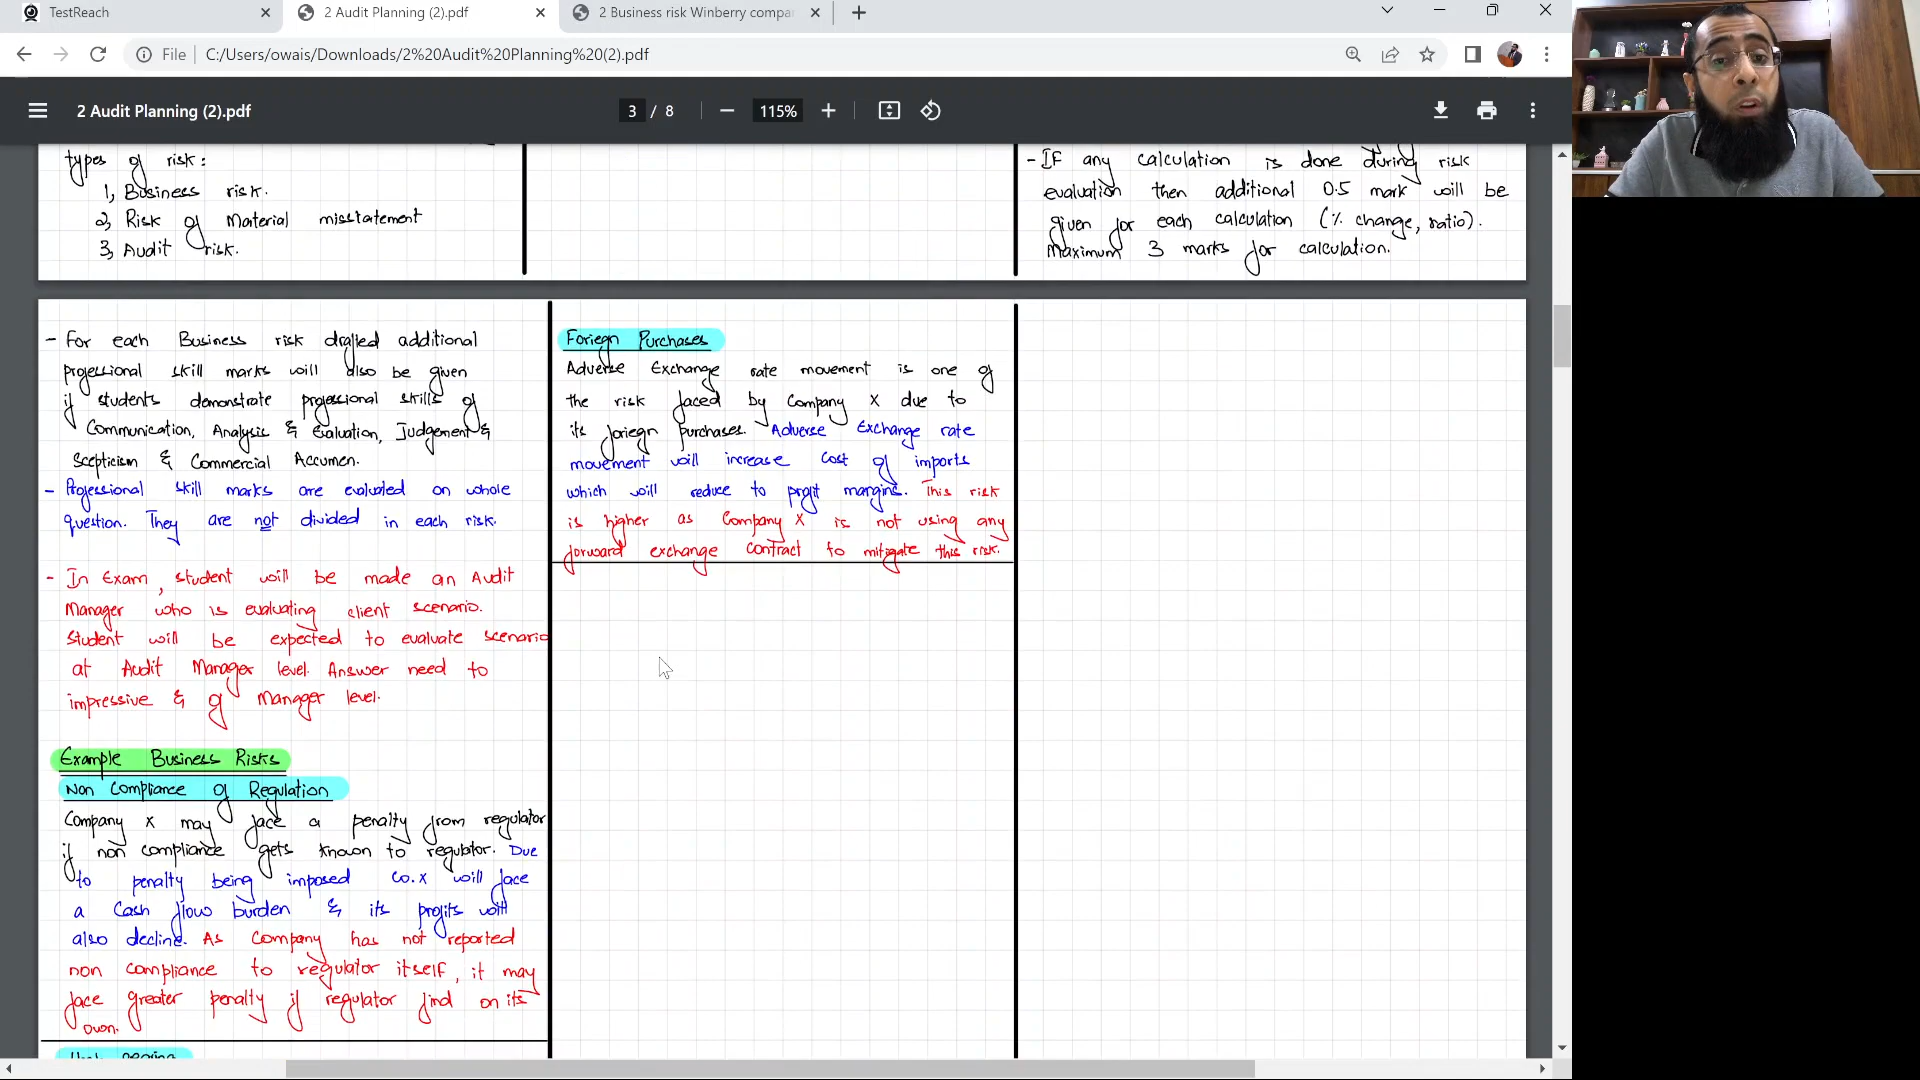 TestReach
2 Audit Planning (2).pdf
2 Business risk Winberry compa
File
C:/Users/owais/Downloads/2%20Audit%20Planning%20(2).pdf
2 Audit Planning (2).pdf
3 / 8
115%
types of risk:
1, Business risk.
2, Risk of Material misstatement
3, Audit risk.
- IF any calculation is done during risk
evaluation then additional 0.5 mark will be
given for each calculation (% change, ratio).
Maximum 3 marks for calculation.
- For each Business risk drafted additional
professional skill marks will also be given
if students demonstrate professional skills of
Communication, Analysis & Evaluation, Judgement &
Scepticism & Commercial Accumen.
- Professional skill marks are evaluated on whole
question. They are not divided in each risk.
- In Exam, student will be made an Audit
Manager who is evaluating client scenario.
Student will be expected to evaluate scenario
at Audit Manager level. Answer need to
impressive & of Manager level.
Example Business Risks
Non Compliance of Regulation
Company x may face a penalty from regulator
if non compliance gets known to regulator. Due
to penalty being imposed co.x will face
a cash flow burden & its profits will
also decline. As Company has not reported
non compliance to regulator itself, it may
face greater penalty if regulator find on its
own.
Foriegn Purchases
Adverse Exchange rate movement is one of
the risk faced by Company X due to
its foriegn purchases. Adverse Exchange rate
movement will increase cost of imports
which will reduce to profit margins. This risk
is higher as Company X is not using any
forward exchange contract to mitigate this risk.